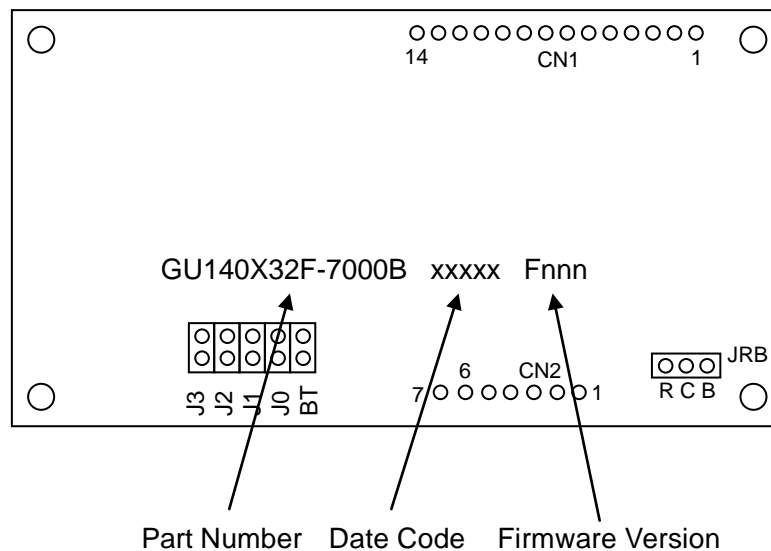 14 CN1 1
GU140X32F-7000B xxxxx Fnnn
J3 J2 J1 J0 BT
7 6 CN2 1
JRB
R C B
Part Number Date Code Firmware Version